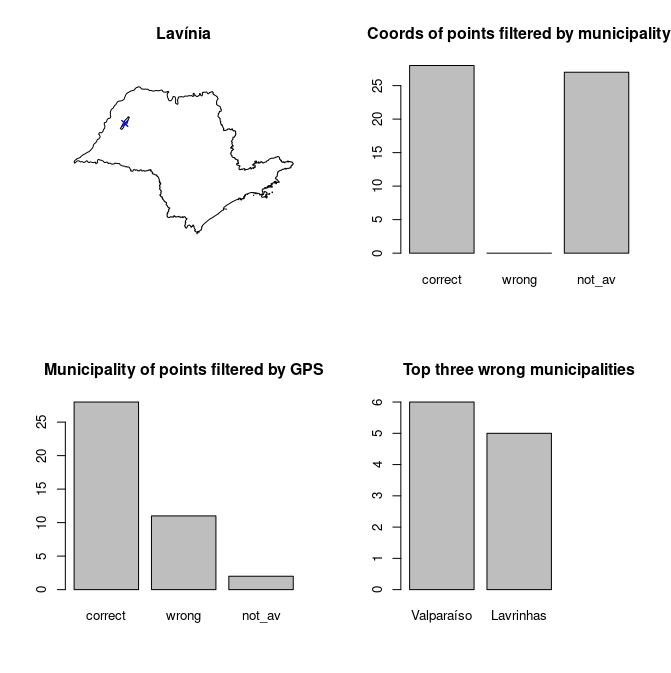 Lavínia
Coords of points filtered by municipality
25
20
15
10
5
0
correct wrong not_av
Municipality of points filtered by GPS
25
20
15
10
5
0
correct wrong not_av
Top three wrong municipalities
6
5
4
3
2
1
0
Valparaíso Lavrinhas